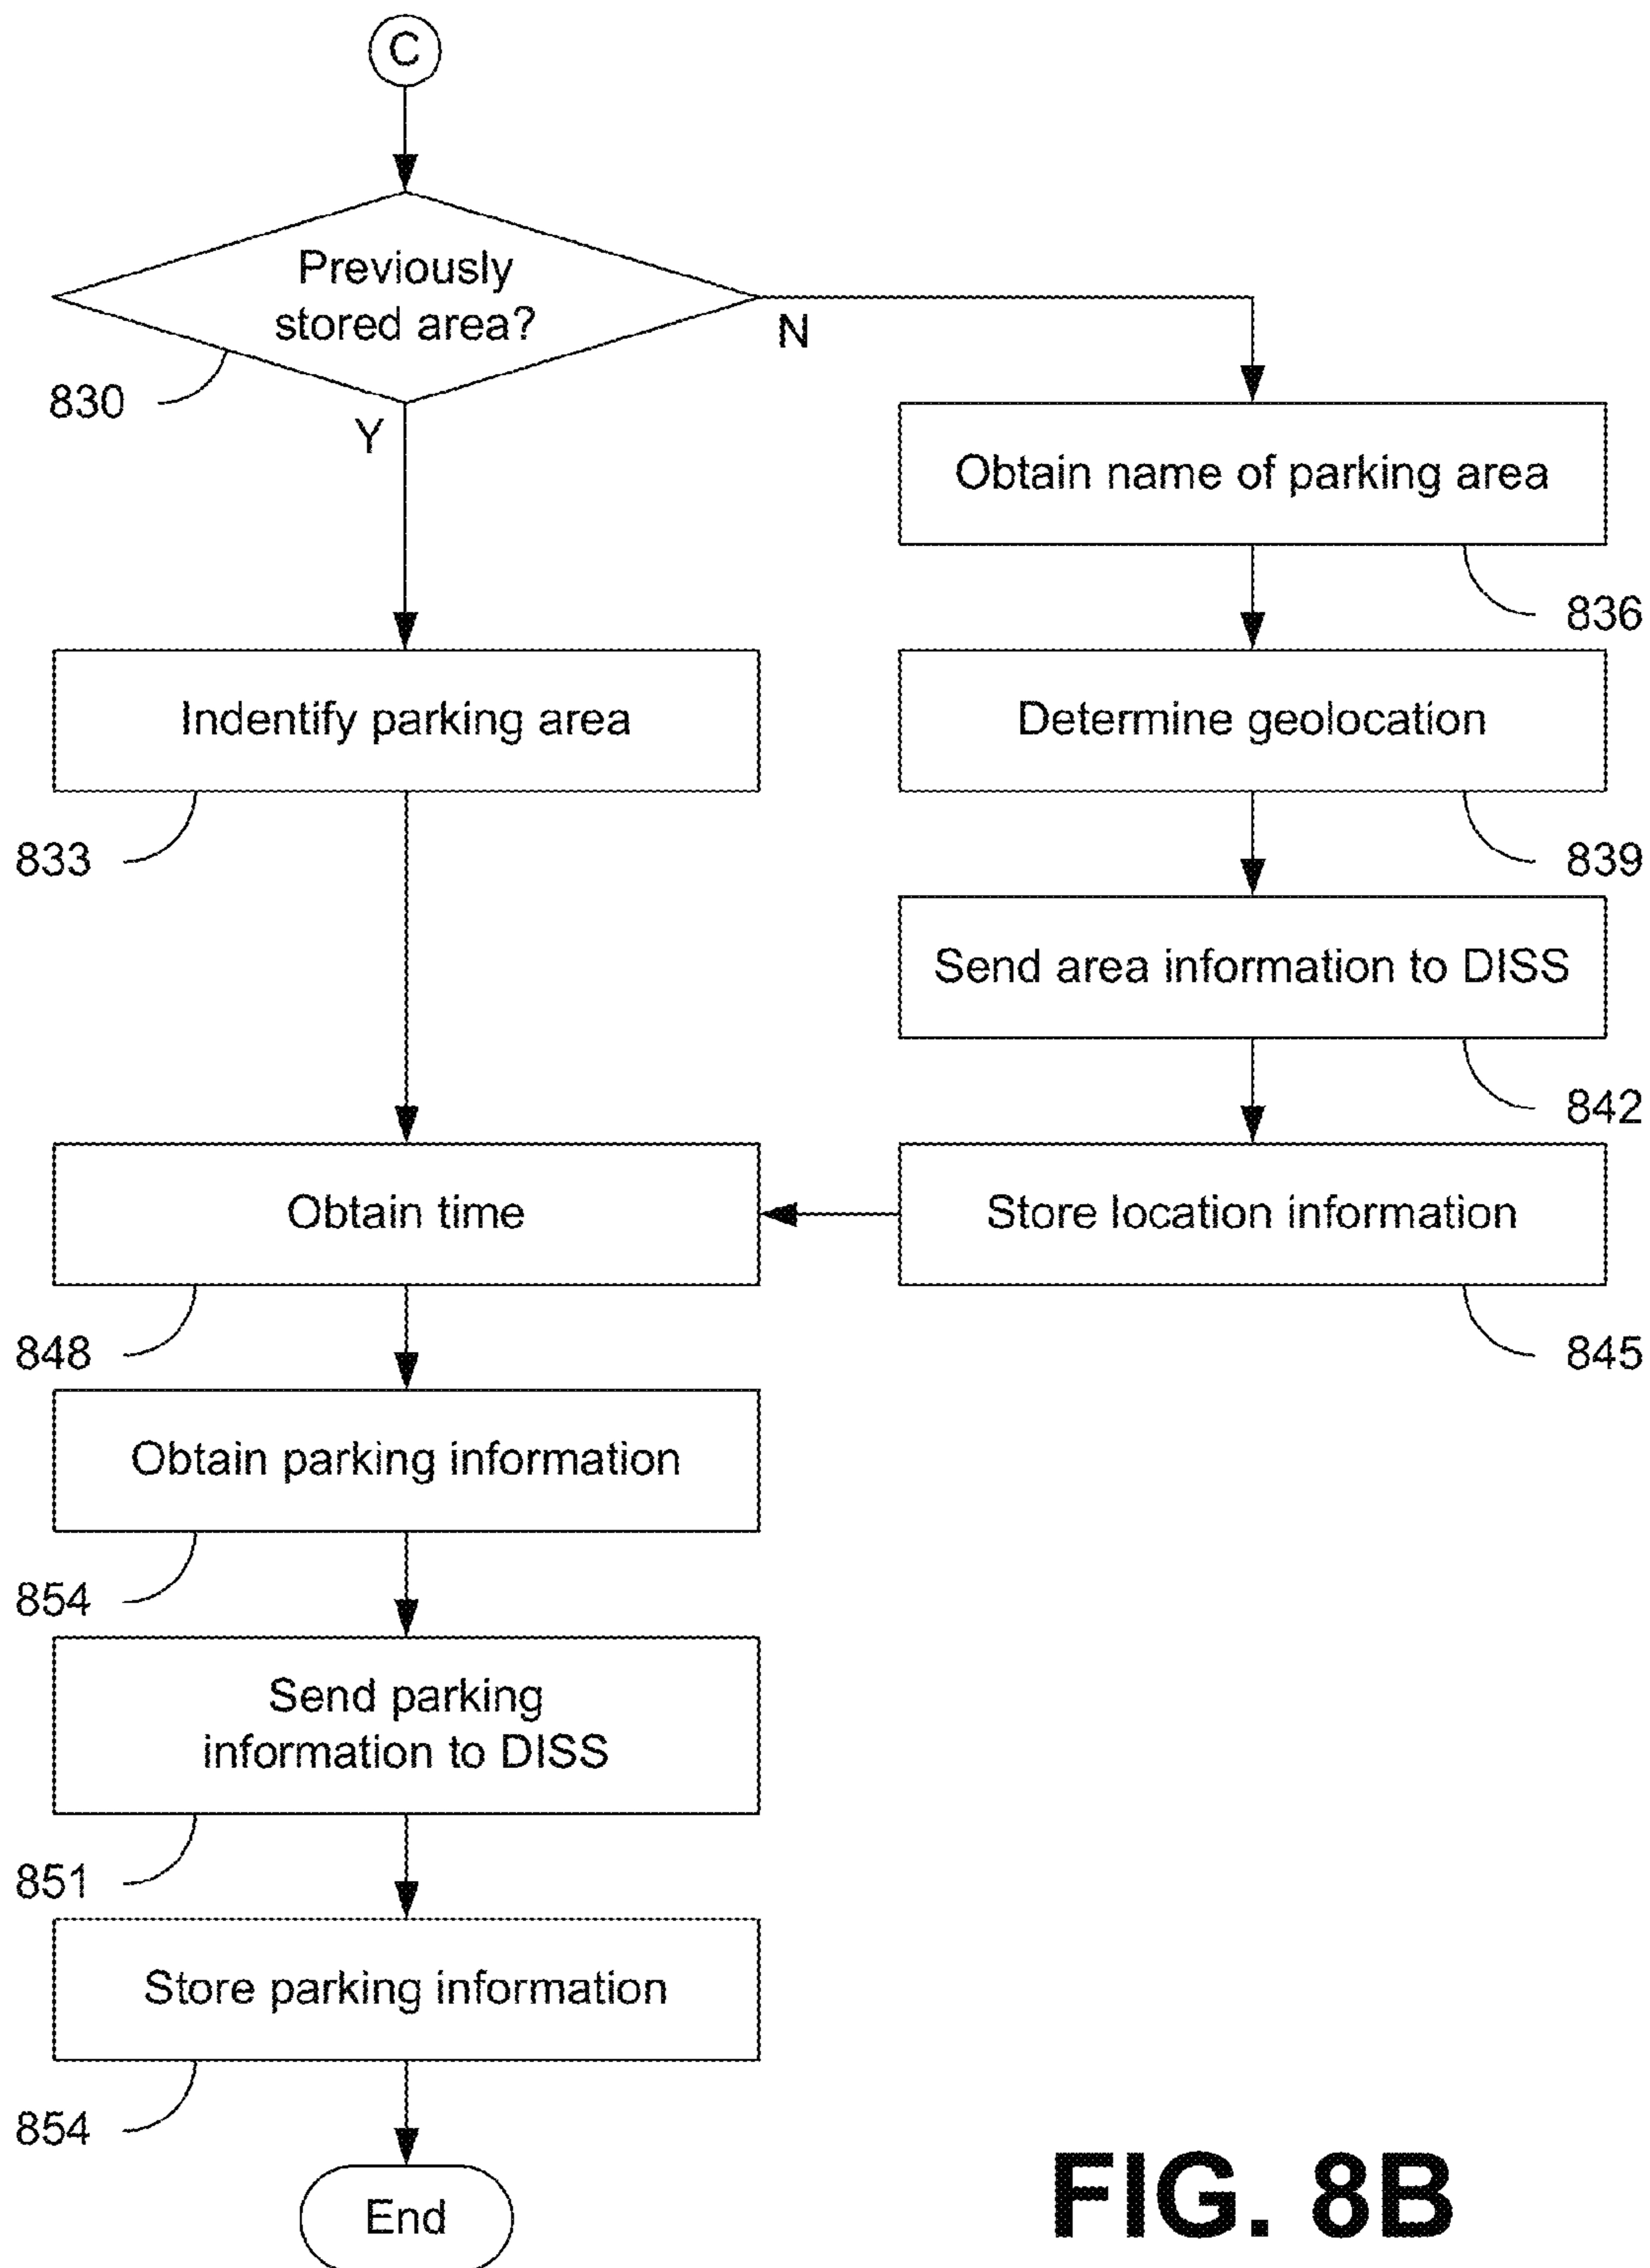 C
Previously
stored area?
N
830
Y
Obtain name of parking area
836
Indentify parking area
Determine geolocation
833
839
Send area information to DISS
842
Obtain time
Store location information
848
845
Obtain parking information
854
Send parking
information to DISS
851
Store parking information
854
End
FIG. 8B